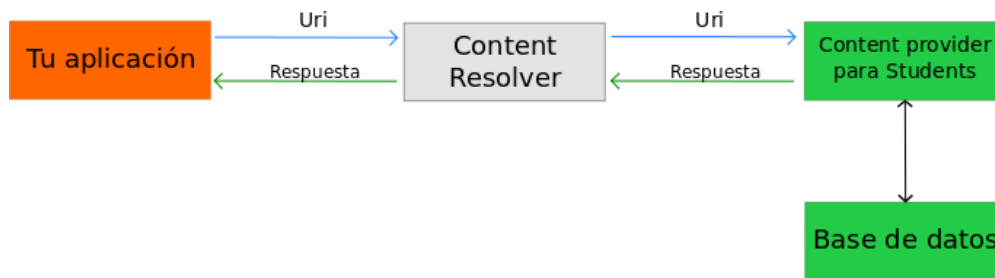 Uri
Uri
Tu aplicación
Content
Resolver
Content provider
para Students
Respuesta
Respuesta
Base de datos